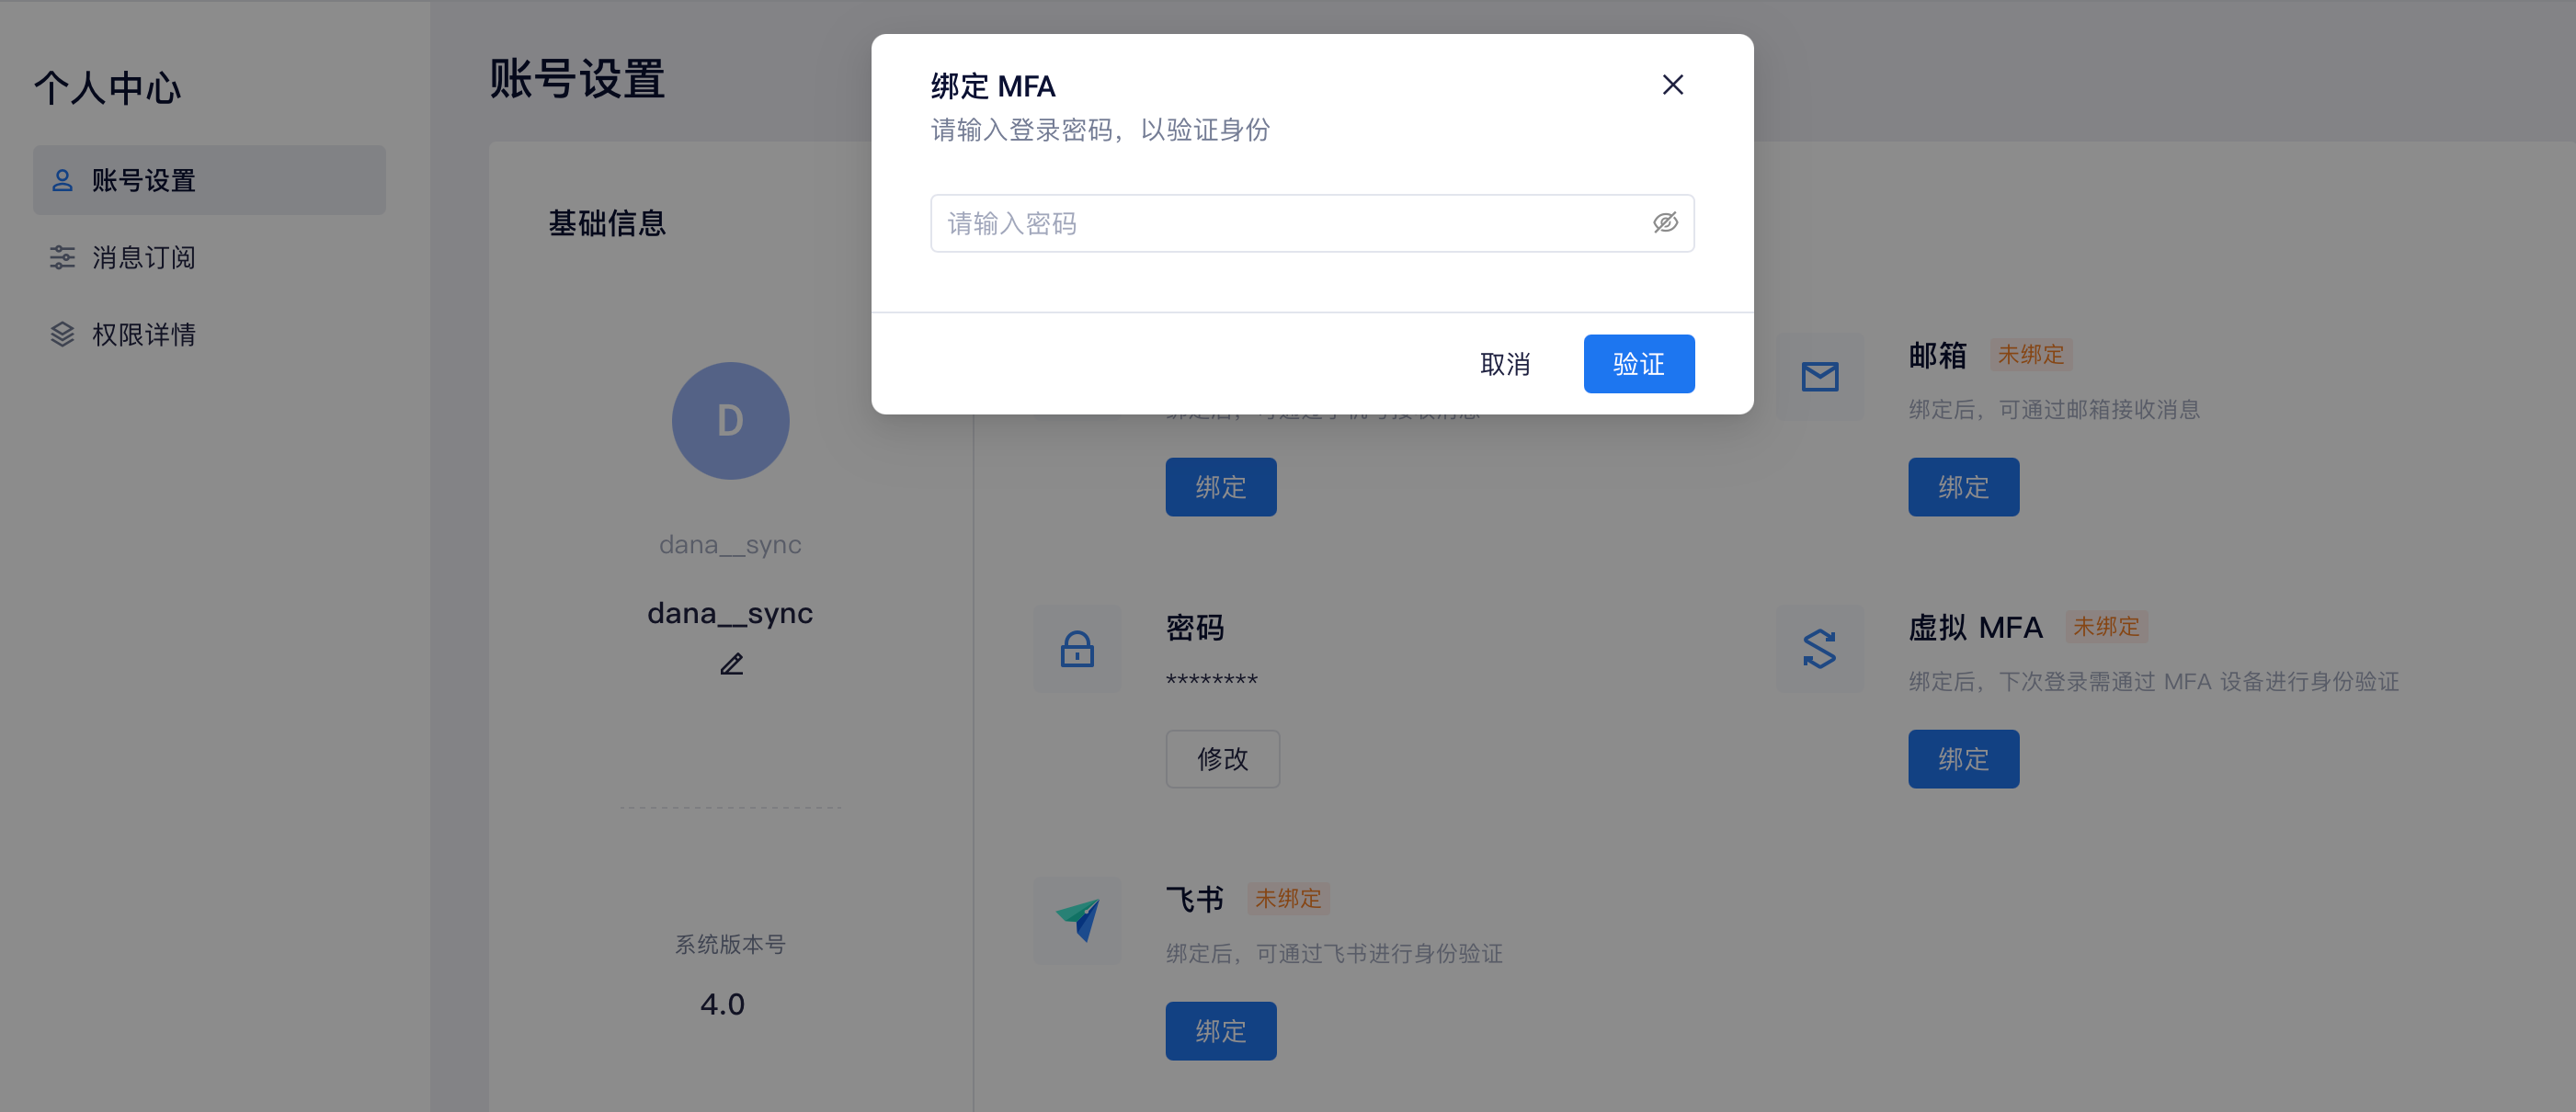 个人中心
账号设置
消息订阅
权限详情
账号设置
基础信息
D
dana__sync
dana__sync
系统版本号
4.0
绑定 MFA
请输入登录密码，以验证身份
请输入密码
取消
验证
绑定
邮箱 未绑定
绑定后，可通过邮箱接收消息
绑定
密码
********
修改
虚拟 MFA 未绑定
绑定后，下次登录需通过 MFA 设备进行身份验证
绑定
飞书 未绑定
绑定后，可通过飞书进行身份验证
绑定